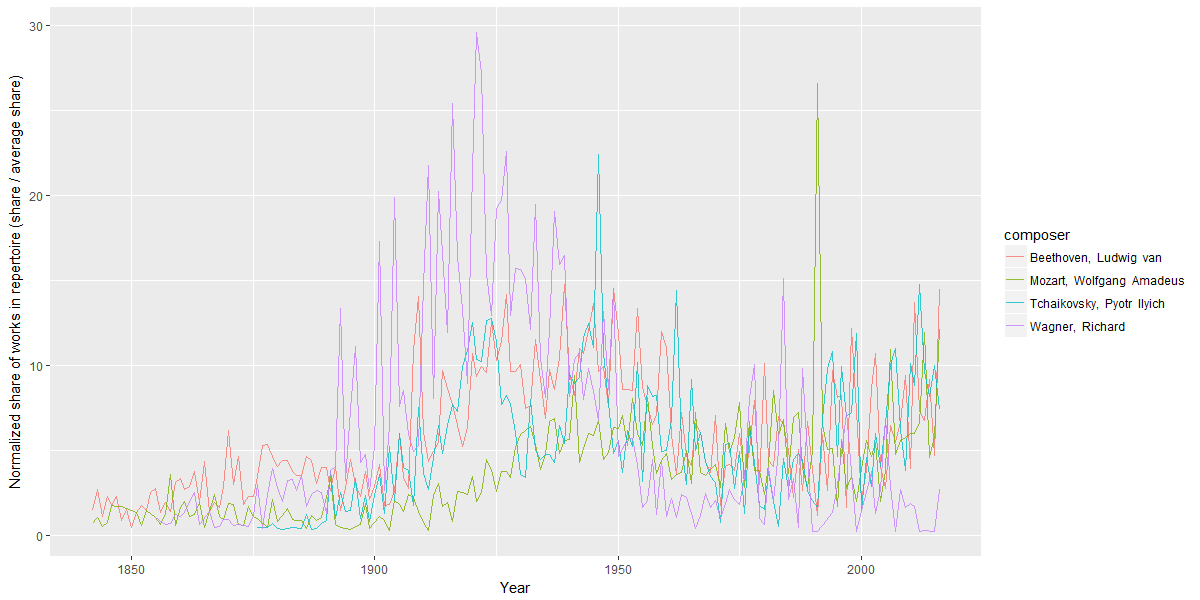 Normalized share of works in repertoire (share / average share)
30
20
10
0
1850
1900
1950
2000
Year
composer
Beethoven, Ludwig van
Mozart, Wolfgang Amadeus
Tchaikovsky, Pyotr Ilyich
Wagner, Richard